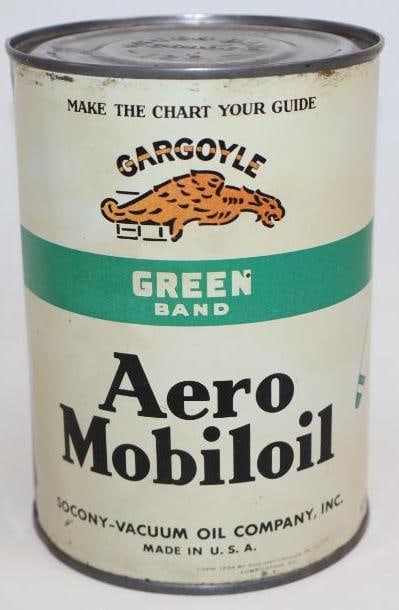 MAKE THE CHART YOUR GUIDE
GARGOYLE
GREEN
BAND
Aero
Mobiloil
SOCONY-VACUUM OIL COMPANY, INC.
MADE IN U. S. A.